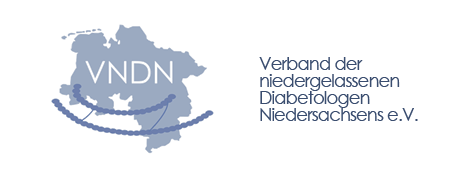 VNDN
Verband der
niedergelassenen
Diabetologen
Niedersachsens e.V.